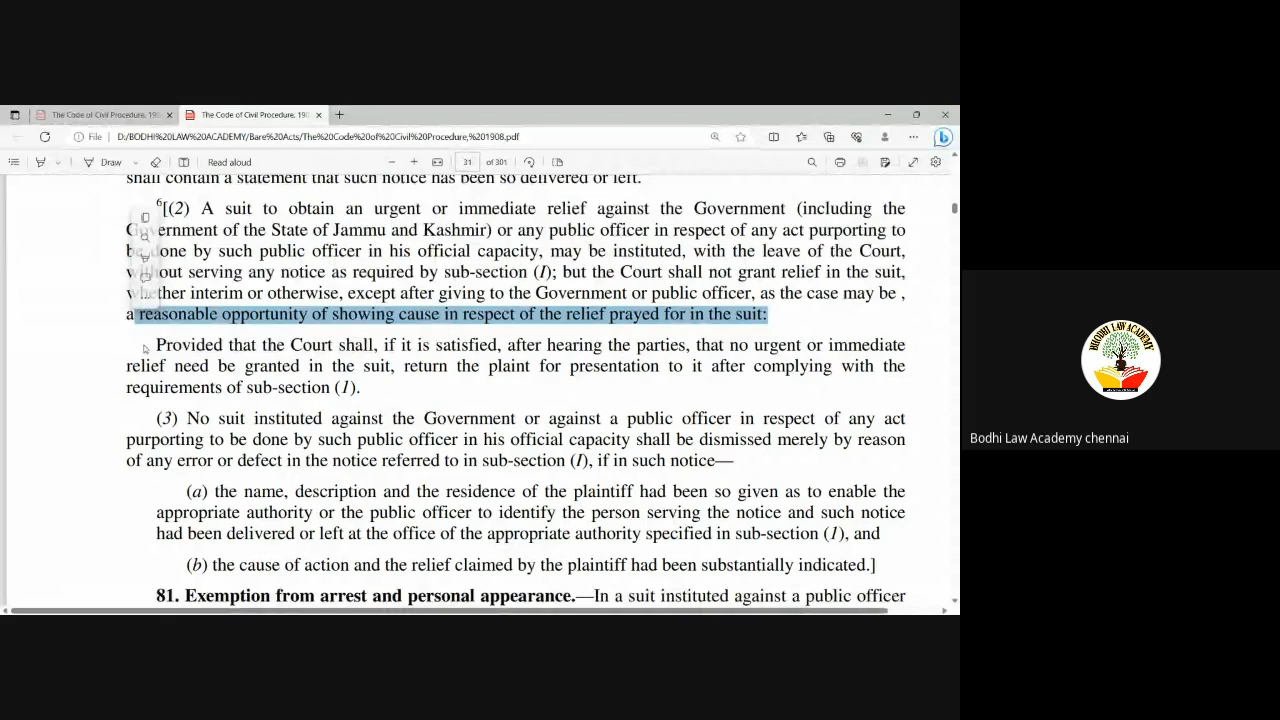 The Code of Civil Procedure, 190
The Code of Civil Procedure, 190
File
D:/BODHI%20LAW%20ACADEMY/Bare%20Acts/The%20Code%20of%20Civil%20Procedure,%201908.pdf
Draw
Read aloud
31 of 301
shall contain a statement that such notice has been so delivered or left.
6[(2) A suit to obtain an urgent or immediate relief against the Government (including the
Government of the State of Jammu and Kashmir) or any public officer in respect of any act purporting to
be done by such public officer in his official capacity, may be instituted, with the leave of the Court,
without serving any notice as required by sub-section (I); but the Court shall not grant relief in the suit,
whether interim or otherwise, except after giving to the Government or public officer, as the case may be ,
a reasonable opportunity of showing cause in respect of the relief prayed for in the suit:
Provided that the Court shall, if it is satisfied, after hearing the parties, that no urgent or immediate
relief need be granted in the suit, return the plaint for presentation to it after complying with the
requirements of sub-section (1).
(3) No suit instituted against the Government or against a public officer in respect of any act
purporting to be done by such public officer in his official capacity shall be dismissed merely by reason
of any error or defect in the notice referred to in sub-section (I), if in such notice—
(a) the name, description and the residence of the plaintiff had been so given as to enable the
appropriate authority or the public officer to identify the person serving the notice and such notice
had been delivered or left at the office of the appropriate authority specified in sub-section (1), and
(b) the cause of action and the relief claimed by the plaintiff had been substantially indicated.]
81. Exemption from arrest and personal appearance.—In a suit instituted against a public officer
BODHI LAW ACADEMY
Bodhi Law Academy chennai